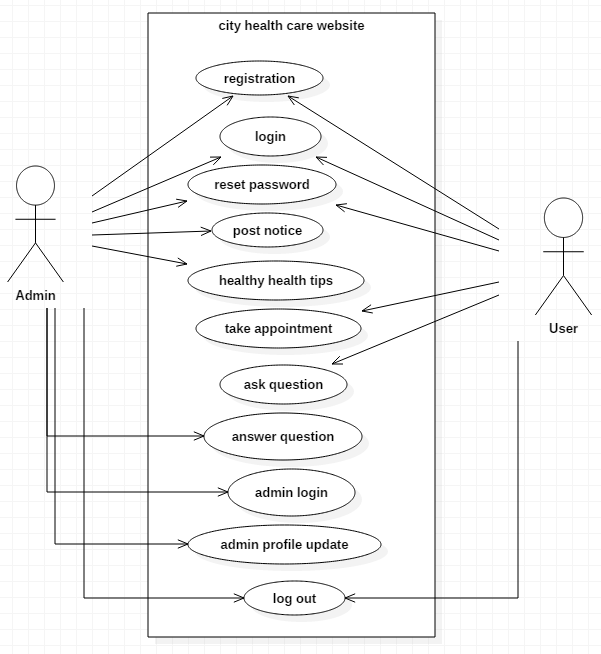 city health care website
registration
login
reset password
post notice
healthy health tips
Admin
take appointment
User
ask question
answer question
admin login
admin profile update
log out